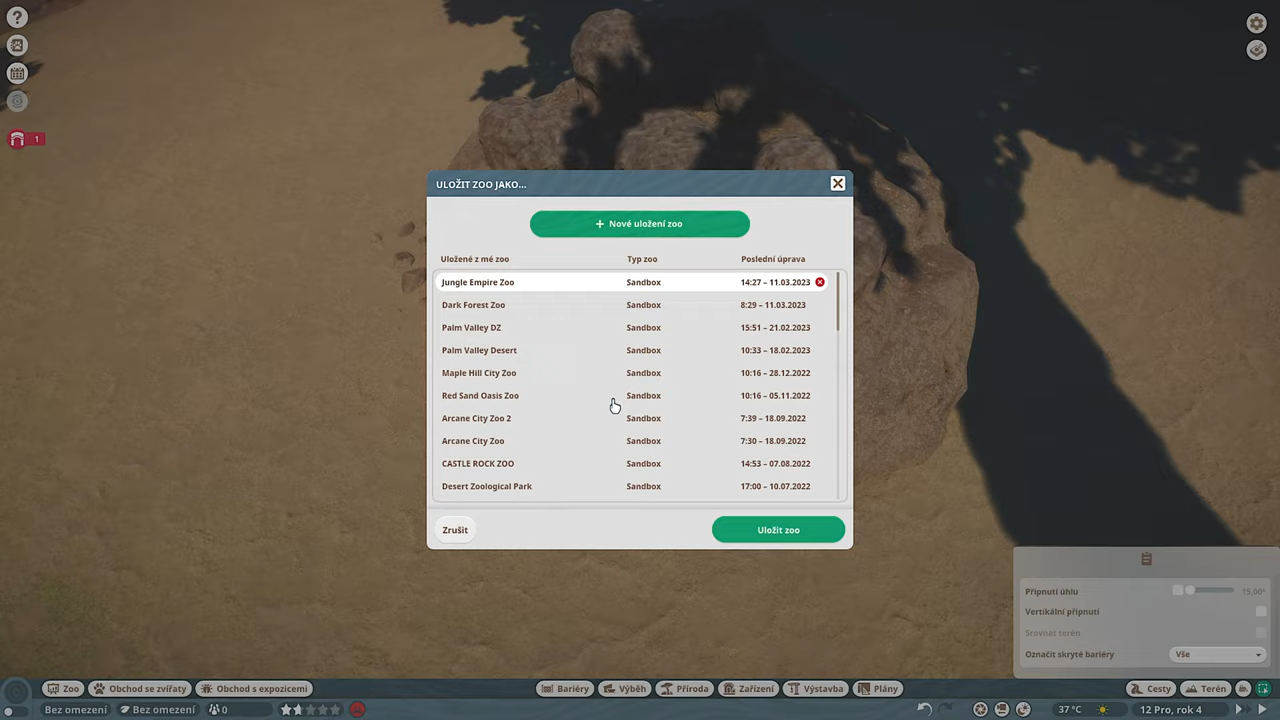 ?
1
ULOŽIT ZOO JAKO...
+ Nové uložení zoo
Uložené z mé zoo Typ zoo Poslední úprava
Jungle Empire Zoo Sandbox 14:27 – 11.03.2023
Dark Forest Zoo Sandbox 8:29 – 11.03.2023
Palm Valley DZ Sandbox 15:51 – 21.02.2023
Palm Valley Desert Sandbox 10:33 – 18.02.2023
Maple Hill City Zoo Sandbox 10:16 – 28.12.2022
Red Sand Oasis Zoo Sandbox 10:16 – 05.11.2022
Arcane City Zoo 2 Sandbox 7:39 – 18.09.2022
Arcane City Zoo Sandbox 7:30 – 18.09.2022
CASTLE ROCK ZOO Sandbox 14:53 – 07.08.2022
Desert Zoological Park Sandbox 17:00 – 10.07.2022
Zrušit Uložit zoo
Připnutí úhlu 15,00°
Vertikální připnutí
Srovnat terén
Označit skryté bariéry Vše
Zoo Obchod se zvířaty Obchod s expozicemi Bariéry Výběh Příroda Zařízení Výstavba Plány Cesty Terén
Bez omezení Bez omezení 0 37 °C 12 Pro, rok 4